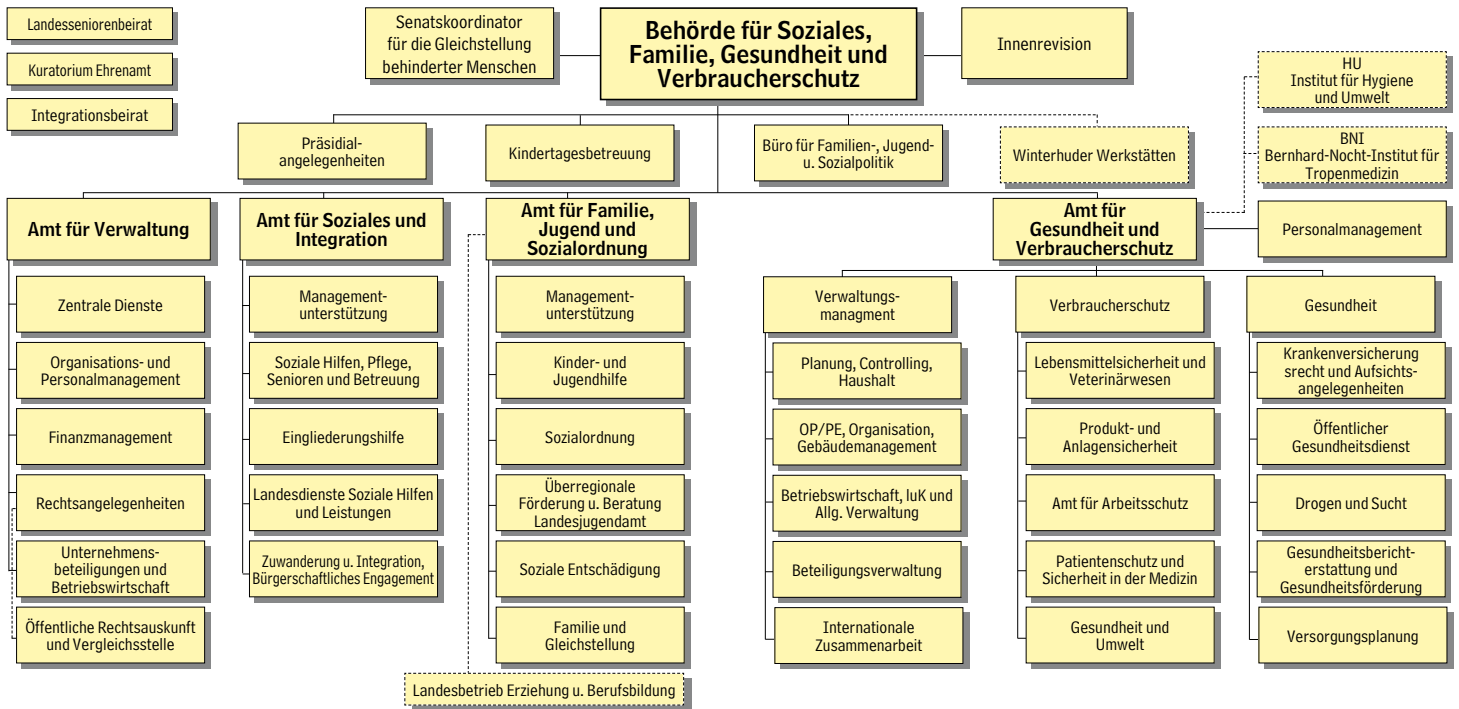 Landesseniorenbeirat
Kuratorium Ehrenamt
Integrationsbeirat
Senatskoordinator
für die Gleichstellung
behinderter Menschen
Behörde für Soziales,
Familie, Gesundheit und
Verbraucherschutz
Innenrevision
HU
Institut für Hygiene
und Umwelt
BNI
Bernhard-Nocht-Institut für
Tropenmedizin
Präsidial-
angelegenheiten
Kindertagesbetreuung
Büro für Familien-, Jugend-
u. Sozialpolitik
Winterhuder Werkstätten
Amt für Verwaltung
Zentrale Dienste
Organisations- und
Personalmanagement
Finanzmanagement
Rechtsangelegenheiten
Unternehmens-
beteiligungen und
Betriebswirtschaft
Öffentliche Rechtsauskunft
und Vergleichsstelle
Amt für Soziales und
Integration
Management-
unterstützung
Soziale Hilfen, Pflege,
Senioren und Betreuung
Eingliederungshilfe
Landesdienste Soziale Hilfen
und Leistungen
Zuwanderung u. Integration,
Bürgerschaftliches Engagement
Amt für Familie,
Jugend und
Sozialordnung
Management-
unterstützung
Kinder- und
Jugendhilfe
Sozialordnung
Überregionale
Förderung u. Beratung
Landesjugendamt
Soziale Entschädigung
Familie und
Gleichstellung
Landesbetrieb Erziehung u. Berufsbildung
Amt für
Gesundheit und
Verbraucherschutz
Personalmanagement
Verwaltungs-
managment
Planung, Controlling,
Haushalt
OP/PE, Organisation,
Gebäudemanagement
Betriebswirtschaft, IuK und
Allg. Verwaltung
Beteiligungsverwaltung
Internationale
Zusammenarbeit
Verbraucherschutz
Lebensmittelsicherheit und
Veterinärwesen
Produkt- und
Anlagensicherheit
Amt für Arbeitsschutz
Patientenschutz und
Sicherheit in der Medizin
Gesundheit und
Umwelt
Gesundheit
Krankenversicherung
srecht und Aufsichts-
angelegenheiten
Öffentlicher
Gesundheitsdienst
Drogen und Sucht
Gesundheitsbericht-
erstattung und
Gesundheitsförderung
Versorgungsplanung